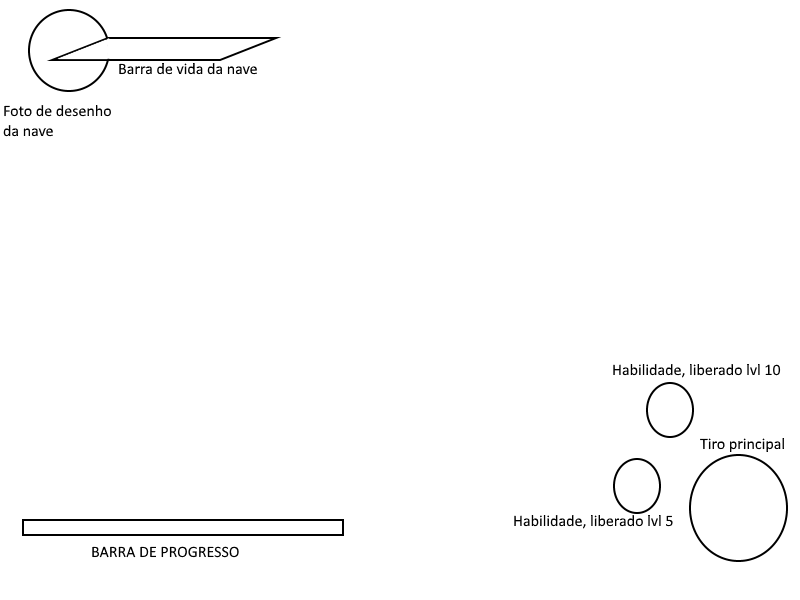 Barra de vida da nave
Foto de desenho
da nave
Habilidade, liberado lvl 10
Tiro principal
Habilidade, liberado lvl 5
BARRA DE PROGRESSO